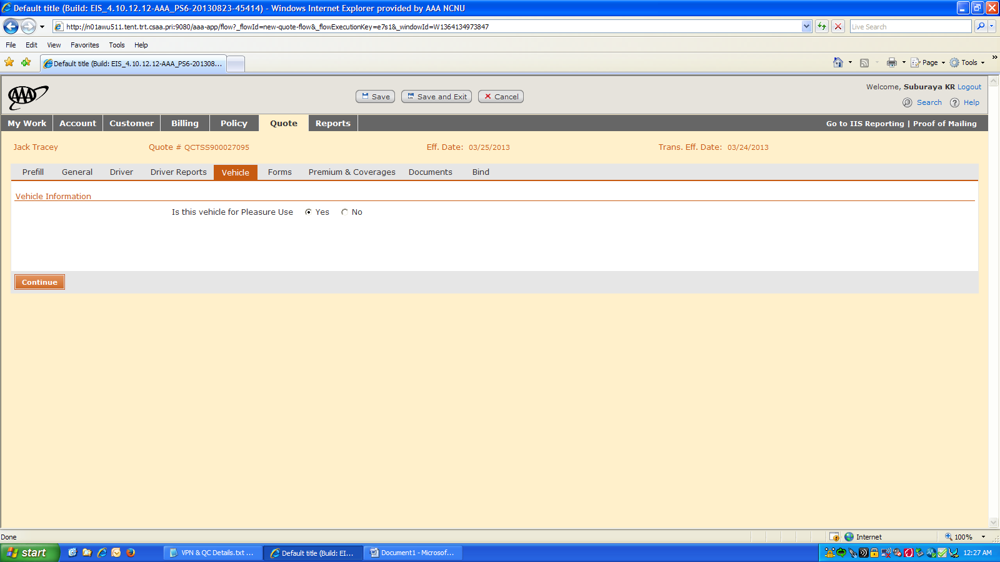 Default title (Build: EIS_4.10.12.12-AAA_PS6-20130823-45414) - Windows Internet Explorer provided by AAA NCNU
http://n01awu511.tent.trt.csaa.pri:9080/aaa-app/flow?_flowId=new-quote-flow&_flowExecutionKey=e7s1&_windowId=W1364134973847
Live Search
File Edit View Favorites Tools Help
Default title (Build: EIS_4.10.12.12-AAA_PS6-201308... Page Tools »
AAA Save Save and Exit Cancel Welcome, Suburaya KR Logout
Search ? Help
My Work Account Customer Billing Policy Quote Reports Go to IIS Reporting | Proof of Mailing
Jack Tracey Quote # QCTSS900027095 Eff. Date: 03/25/2013 Trans. Eff. Date: 03/24/2013
Prefill General Driver Driver Reports Vehicle Forms Premium & Coverages Documents Bind
Vehicle Information
Is this vehicle for Pleasure Use Yes No
Continue
Done Internet 100%
start VPN & QC Details.txt ... Default title (Build: EI... Document1 - Microsof... 12:27 AM